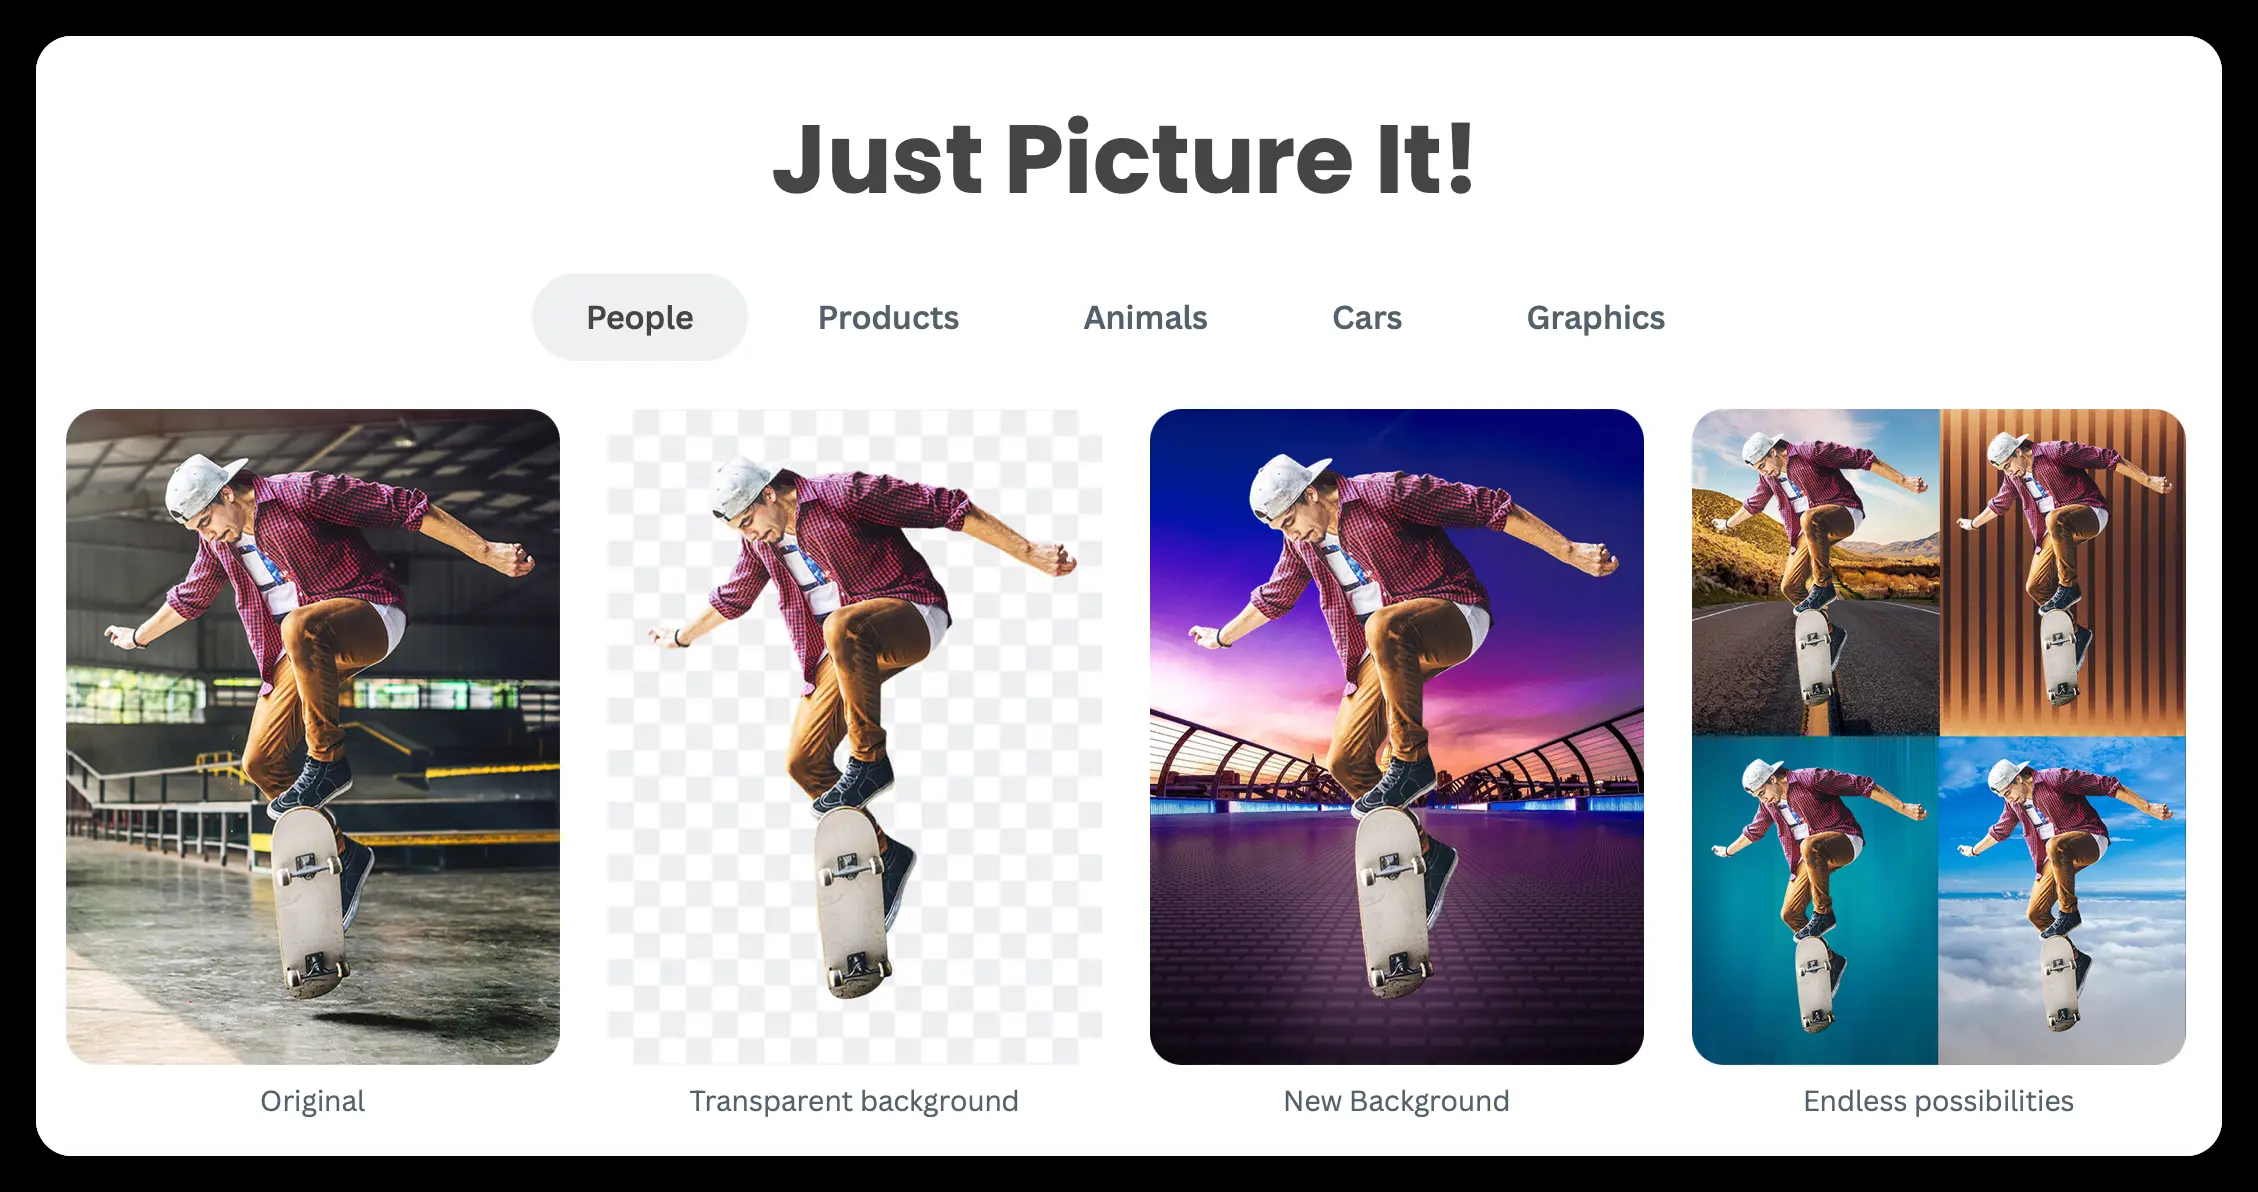 Just Picture It!
People Products Animals Cars Graphics
Original Transparent background New Background Endless possibilities